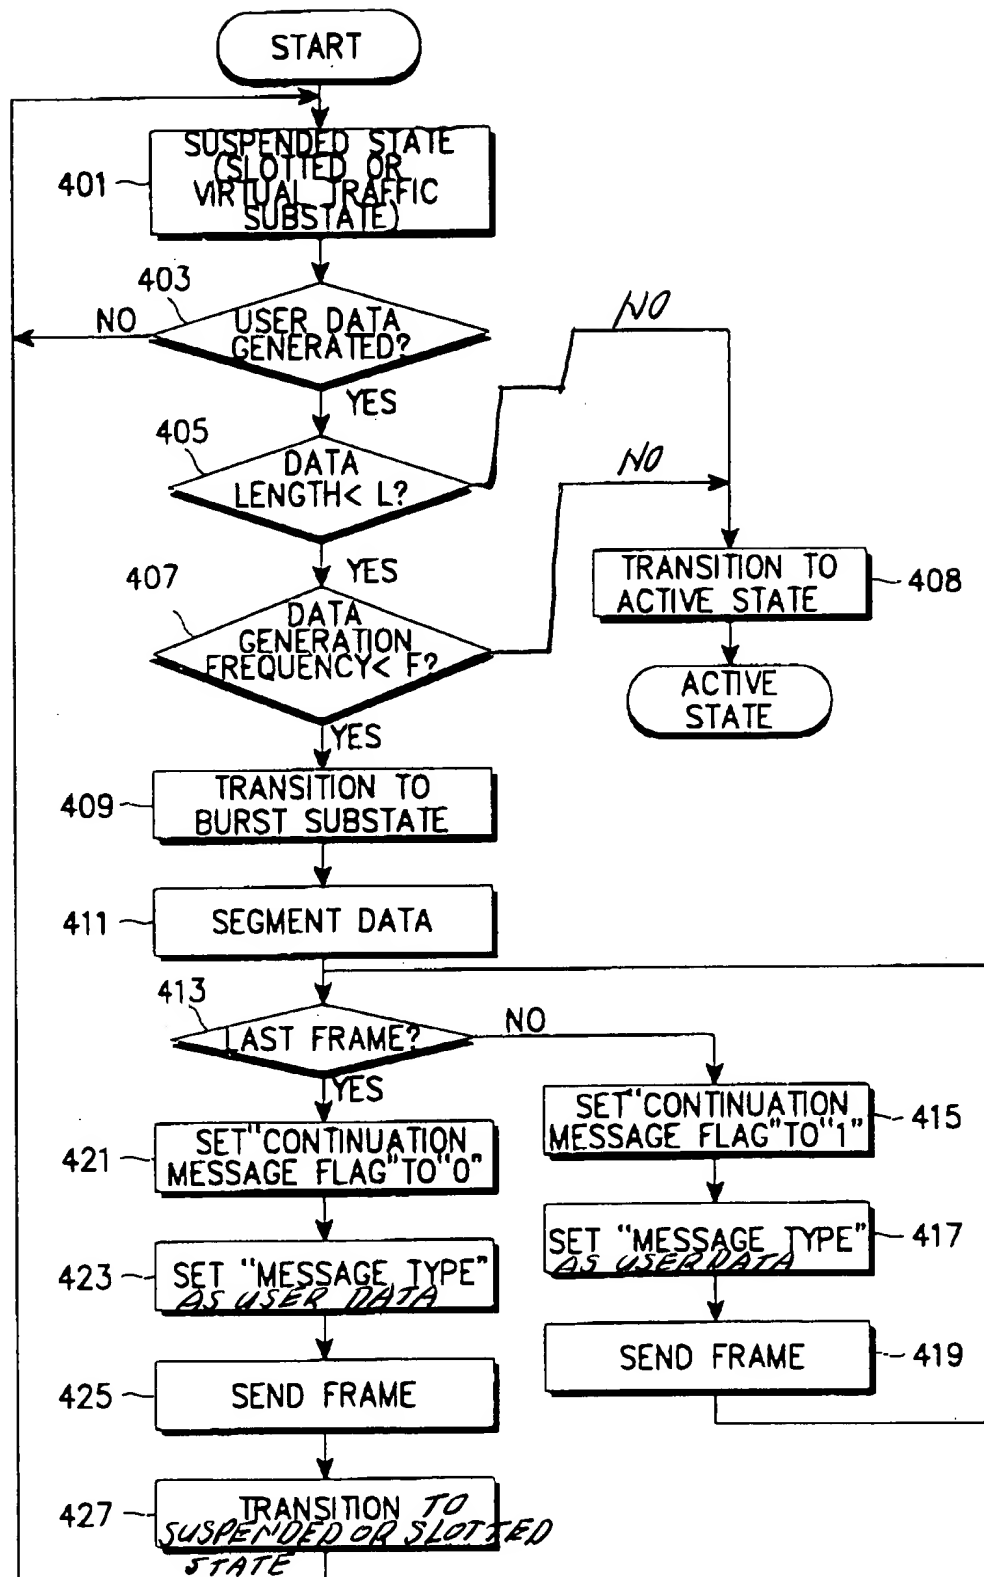 START
SUSPENDED STATE
(SLOTTED OR
VIRTUAL TRAFFIC
SUBSTATE)
401
403
NO
USER DATA
GENERATED?
YES
NO
405
DATA
LENGTH< L?
YES
NO
407
DATA
GENERATION
FREQUENCY< F?
YES
TRANSITION TO
ACTIVE STATE
408
ACTIVE
STATE
409
TRANSITION TO
BURST SUBSTATE
411
SEGMENT DATA
413
LAST FRAME?
NO
YES
SET "CONTINUATION
MESSAGE FLAG" TO "1"
415
421
SET "CONTINUATION
MESSAGE FLAG" TO "0"
SET "MESSAGE TYPE"
AS USER DATA
417
423
SET "MESSAGE TYPE"
AS USER DATA
SEND FRAME
419
425
SEND FRAME
427
TRANSITION TO
SUSPENDED OR SLOTTED
STATE